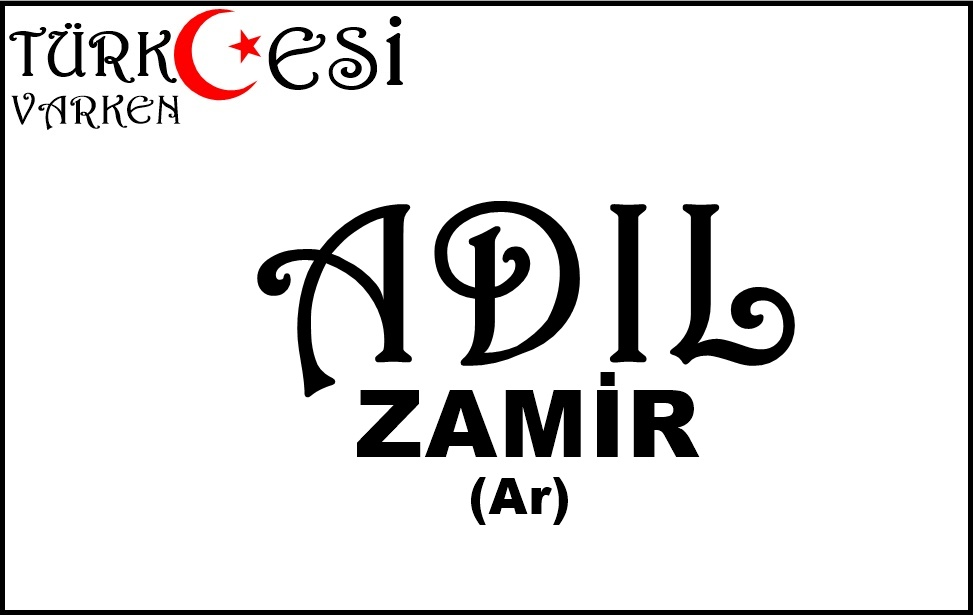 TÜRKÇESİ
VARKEN
ADIL
ZAMİR
(Ar)